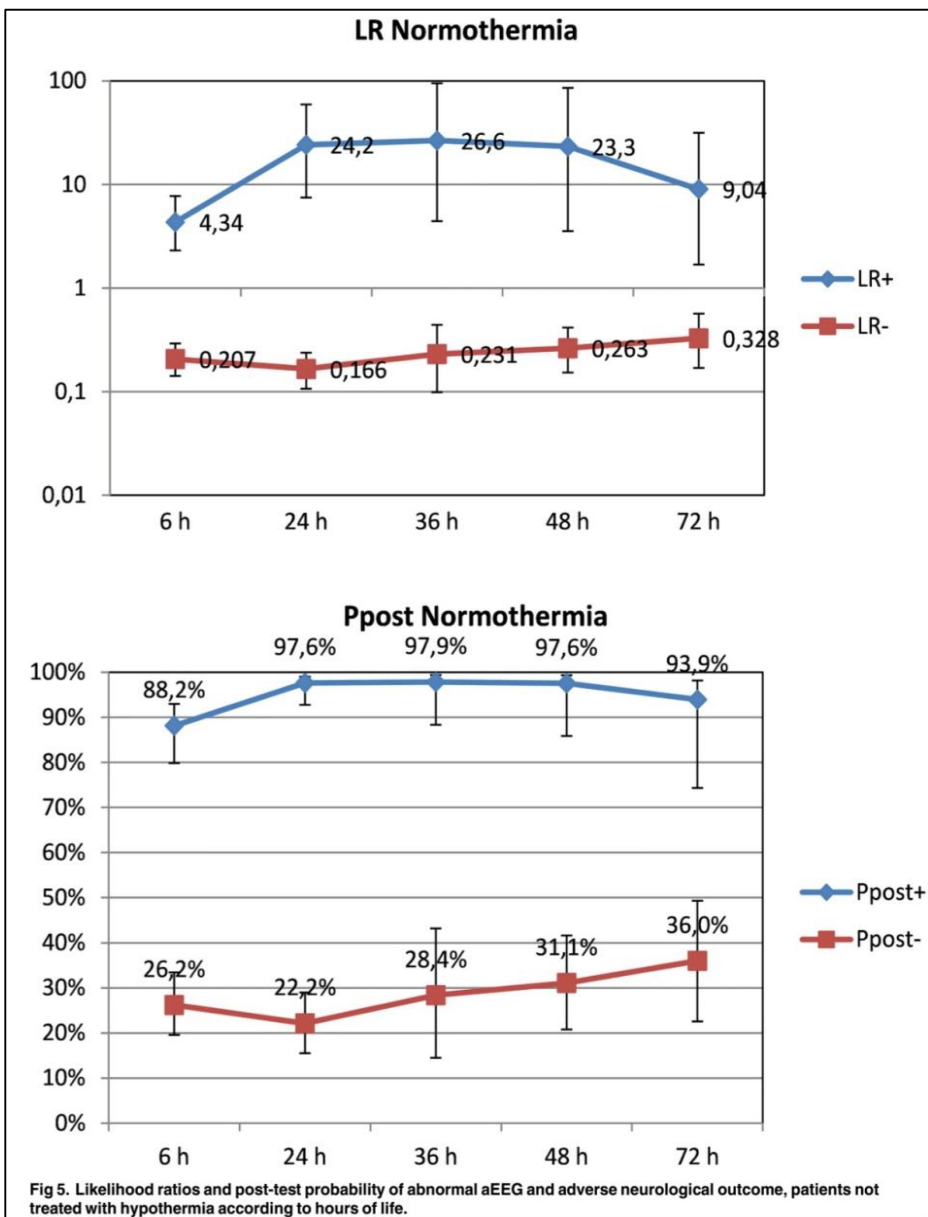 LR Normothermia
100
10
1
0,1
0,01
24,2
26,6
23,3
9,04
4,34
0,207
0,166
0,231
0,263
0,328
6 h
24 h
36 h
48 h
72 h
LR+
LR-
Ppost Normothermia
100%
90%
80%
70%
60%
50%
40%
30%
20%
10%
0%
88,2%
97,6%
97,9%
97,6%
93,9%
26,2%
22,2%
28,4%
31,1%
36,0%
6 h
24 h
36 h
48 h
72 h
Ppost+
Ppost-
Fig 5. Likelihood ratios and post-test probability of abnormal aEEG and adverse neurological outcome, patients not
treated with hypothermia according to hours of life.